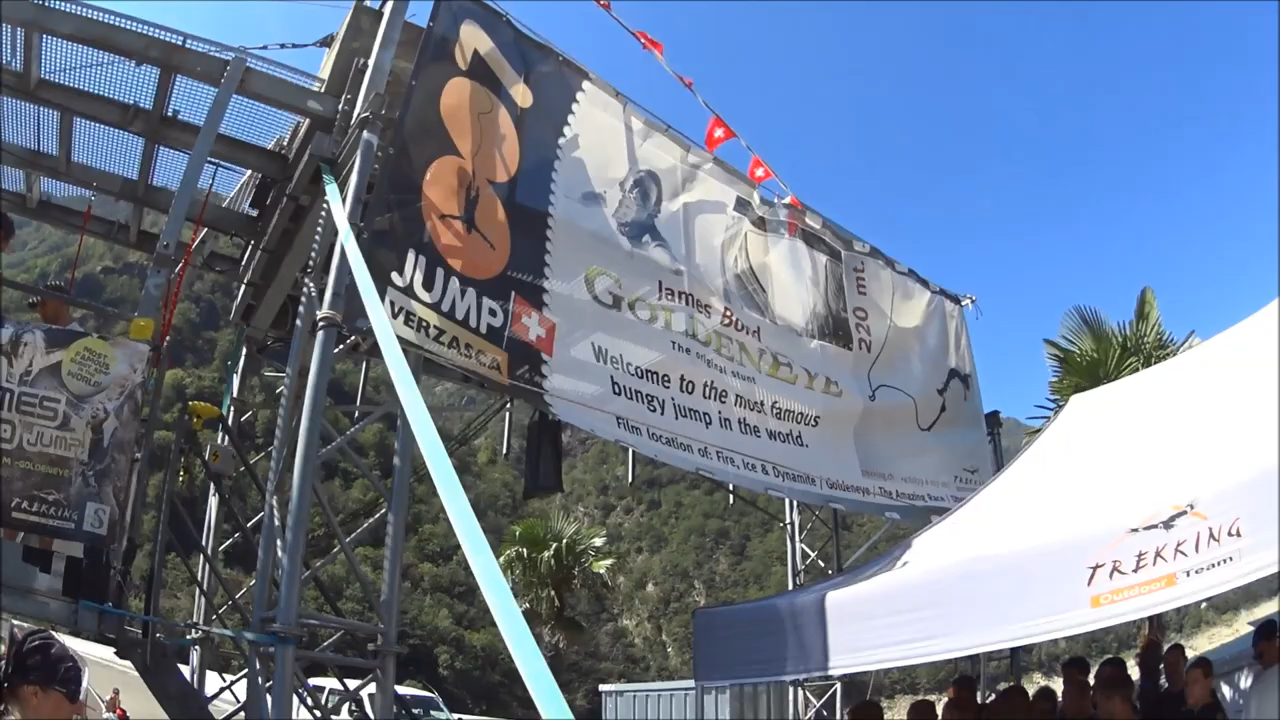 007
JUMP
VERZASCA
James Bond
GOLDENEYE
The original stunt
Welcome to the most famous
bungy jump in the world.
Film location of: Fire, Ice & Dynamite / Goldeneye / The Amazing Race /
220 mt.
MOST
FAMOUS
WORLD!
JUMP!
GOLDENEYE
TREKKING
S
TREKKING
Outdoor Team